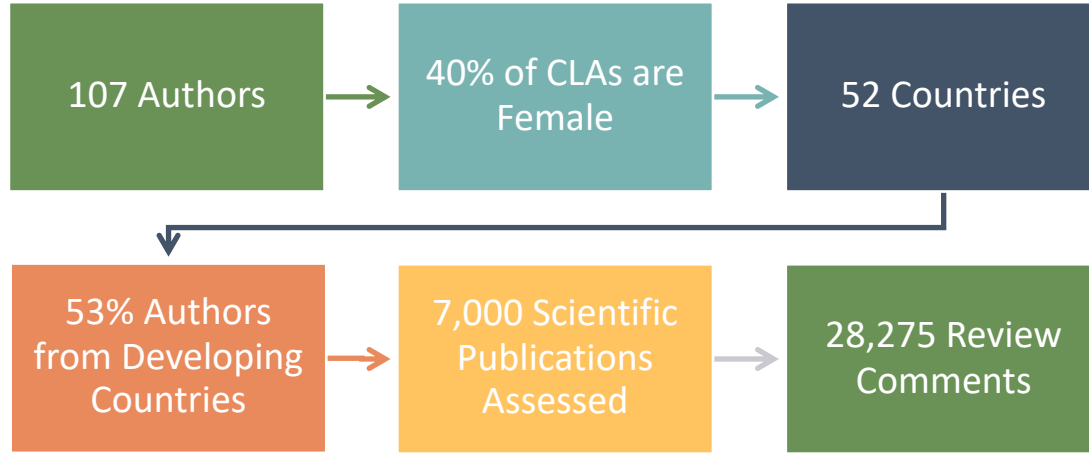 107 Authors
40% of CLAs are
Female
52 Countries
53% Authors
from Developing
Countries
7,000 Scientific
Publications
Assessed
28,275 Review
Comments